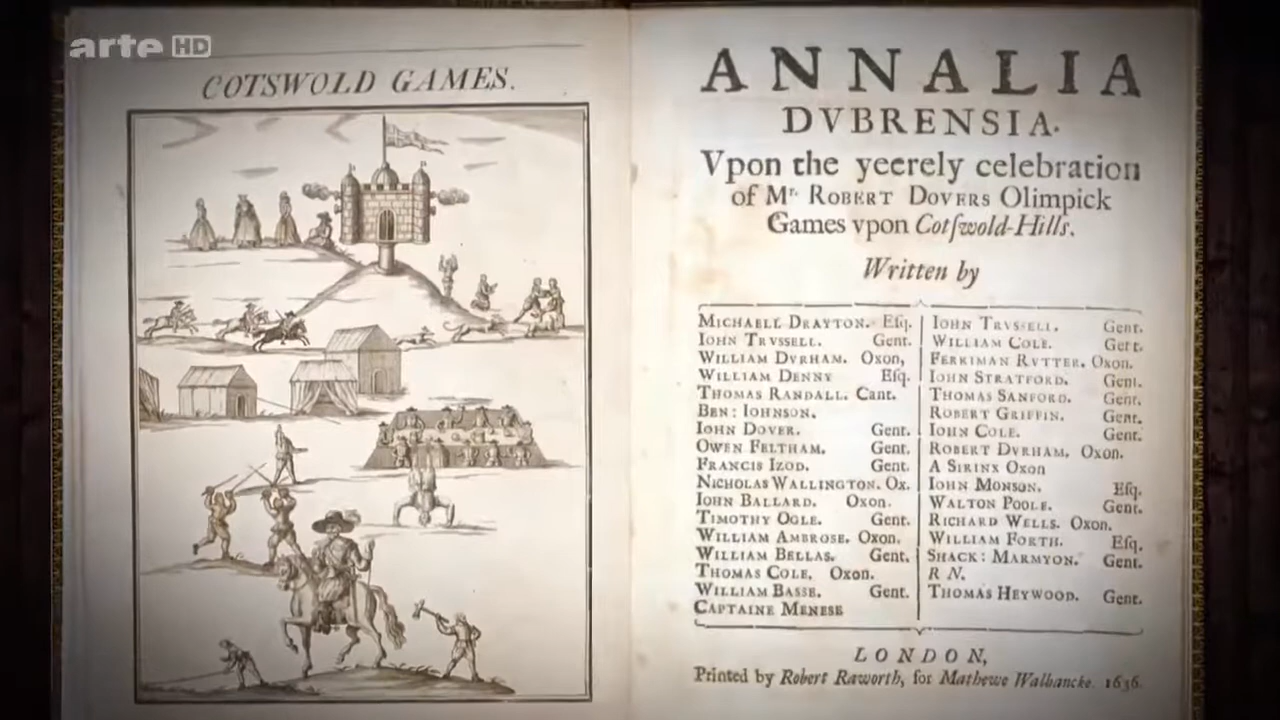 arte HD
COTSWOLD GAMES.
ANNALIA
DVBRENSIA.
Vpon the yeerely celebration
of Mr. ROBERT DOVERS Olimpick
Games vpon Cotſwold-Hills.
Written by
MICHAELL DRAYTON. Eſq.
IOHN TRVSSELL. Gent.
WILLIAM DVRHAM. Oxon,
WILLIAM DENNY Eſq.
THOMAS RANDALL. Cant.
BEN: IOHNSON.
IOHN DOVER. Gent.
OWEN FELTHAM. Gent.
FRANCIS IZOD. Gent.
NICHOLAS WALLINGTON. Ox.
IOHN BALLARD. Oxon.
TIMOTHY OGLE. Gent.
WILLIAM AMBROSE. Oxon.
WILLIAM BELLAS. Gent.
THOMAS COLE. Oxon.
WILLIAM BASSE. Gent.
CAPTAINE MENESE
IOHN TRVSSELL. Gent.
WILLIAM COLE. Gent.
FERRIMAN RVTTER. Oxon.
IOHN STRATFORD. Gent.
THOMAS SANFORD. Gent.
ROBERT GRIFFIN. Gent.
IOHN COLE. Gent.
ROBERT DVRHAM. Oxon.
A SIRINX Oxon
IOHN MONSON. Eſq.
WALTON POOLE. Gent.
RICHARD WELLS. Oxon.
WILLIAM FORTH. Eſq.
SHACK: MARMYON. Gent.
R N.
THOMAS HEYWOOD. Gent.
LONDON,
Printed by Robert Raworth, for Mathewe Walbancke. 1636.